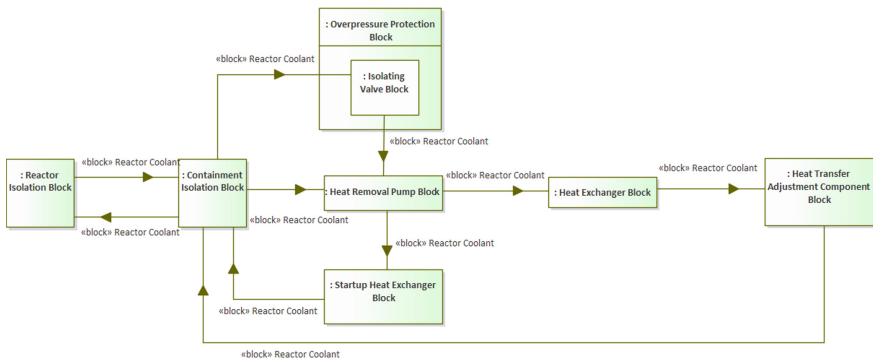 : Overpressure Protection
Block
«block» Reactor Coolant
: Isolating
Valve Block
«block» Reactor Coolant
: Reactor
Isolation Block
«block» Reactor Coolant
: Containment
Isolation Block
«block» Reactor Coolant
: Heat Removal Pump Block
«block» Reactor Coolant
: Heat Exchanger Block
«block» Reactor Coolant
: Heat Transfer
Adjustment Component
Block
«block» Reactor Coolant
«block» Reactor Coolant
«block» Reactor Coolant
: Startup Heat Exchanger
Block
«block» Reactor Coolant
«block» Reactor Coolant